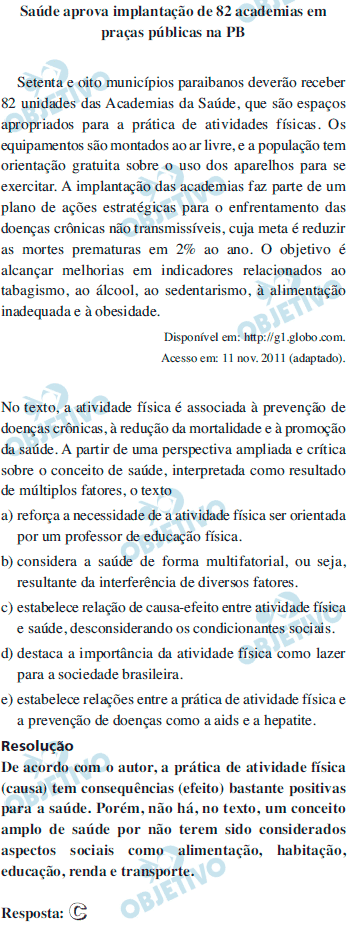 Saúde aprova implantação de 82 academias em
praças públicas na PB
Setenta e oito municípios paraibanos deverão receber
82 unidades das Academias da Saúde, que são espaços
apropriados para a prática de atividades físicas. Os
equipamentos são montados ao ar livre, e a população tem
orientação gratuita sobre o uso dos aparelhos para se
exercitar. A implantação das academias faz parte de um
plano de ações estratégicas para o enfrentamento das
doenças crônicas não transmissíveis, cuja meta é reduzir
as mortes prematuras em 2% ao ano. O objetivo é
alcançar melhorias em indicadores relacionados ao
tabagismo, ao álcool, ao sedentarismo, à alimentação
inadequada e à obesidade.
Disponível em: http://g1.globo.com.
Acesso em: 11 nov. 2011 (adaptado).
No texto, a atividade física é associada à prevenção de
doenças crônicas, à redução da mortalidade e à promoção
da saúde. A partir de uma perspectiva ampliada e crítica
sobre o conceito de saúde, interpretada como resultado
de múltiplos fatores, o texto
a) reforça a necessidade de a atividade física ser orientada
por um professor de educação física.
b) considera a saúde de forma multifatorial, ou seja,
resultante da interferência de diversos fatores.
c) estabelece relação de causa-efeito entre atividade física
e saúde, desconsiderando os condicionantes sociais.
d) destaca a importância da atividade física como lazer
para a sociedade brasileira.
e) estabelece relações entre a prática de atividade física e
a prevenção de doenças como a aids e a hepatite.
Resolução
De acordo com o autor, a prática de atividade física
(causa) tem consequências (efeito) bastante positivas
para a saúde. Porém, não há, no texto, um conceito
amplo de saúde por não terem sido considerados
aspectos sociais como alimentação, habitação,
educação, renda e transporte.
Resposta: C
OBJETIVO
OBJETIVO
OBJETIVO
OBJETIVO
OBJETIVO
OBJETIVO
OBJETIVO
OBJETIVO
OBJETIVO